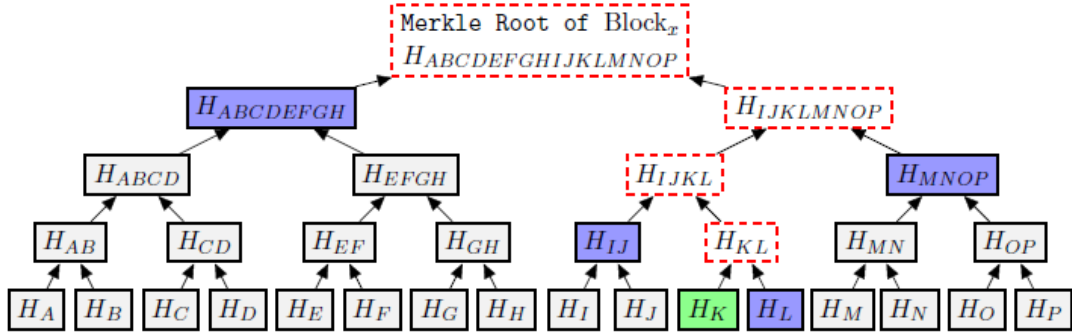 Merkle Root of Blockₓ
H_ABCDEFGHIJKLMNOP
H_ABCDEFGH H_IJKLMNOP
H_ABCD H_EFGH H_IJKL H_MNOP
H_AB H_CD H_EF H_GH H_IJ H_KL H_MN H_OP
H_A H_B H_C H_D H_E H_F H_G H_H H_I H_J H_K H_L H_M H_N H_O H_P